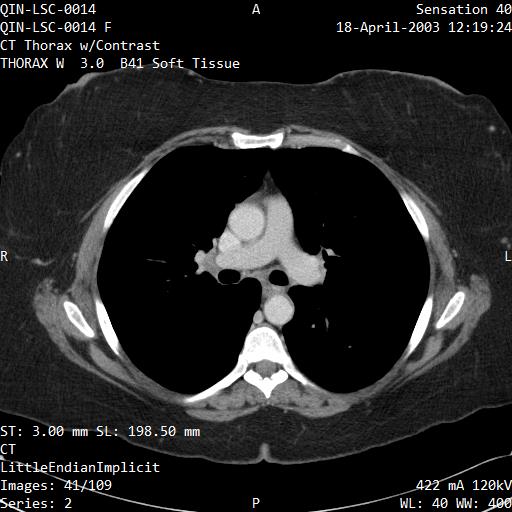 QIN-LSC-0014
A
Sensation 40
QIN-LSC-0014 F
18-April-2003 12:19:24
CT Thorax w/Contrast
THORAX W  3.0  B41 Soft Tissue
R
L
ST: 3.00 mm SL: 198.50 mm
CT
LittleEndianImplicit
Images: 41/109
422 mA 120kV
Series: 2
P
WL: 40 WW: 400